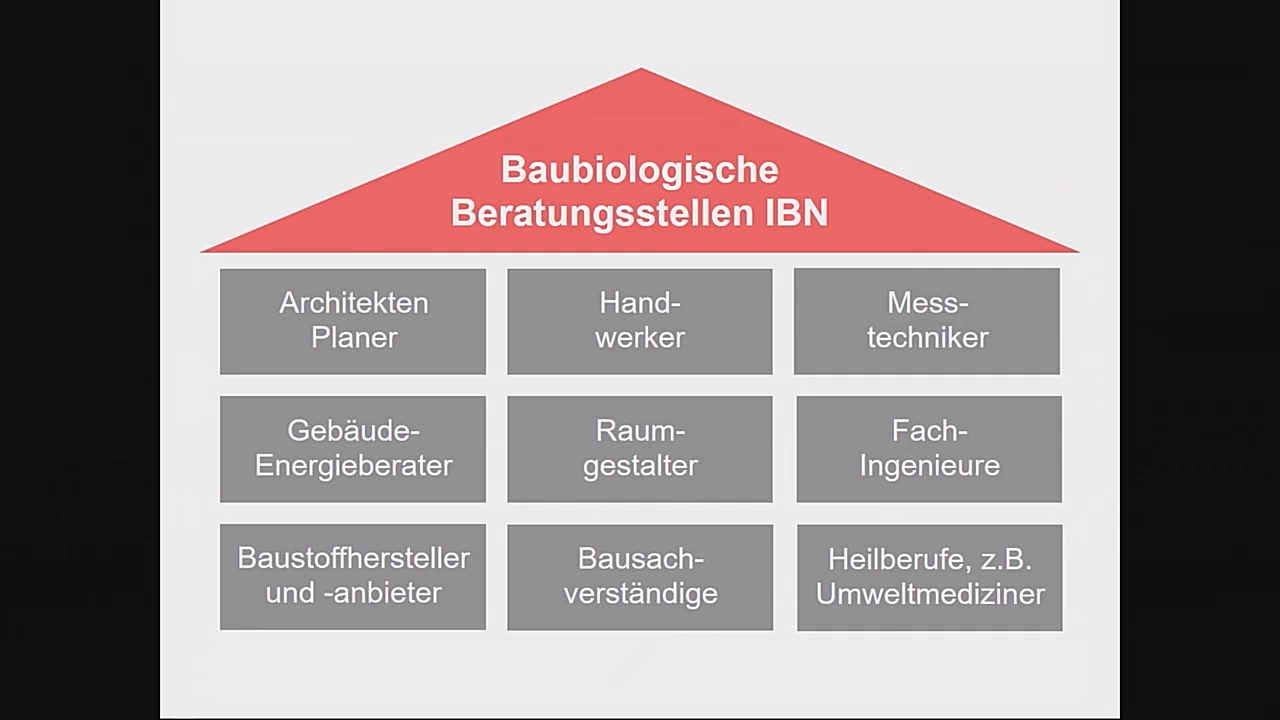 Baubiologische
Beratungsstellen IBN
Architekten
Planer
Hand-
werker
Mess-
techniker
Gebäude-
Energieberater
Raum-
gestalter
Fach-
Ingenieure
Baustoffhersteller
und -anbieter
Bausach-
verständige
Heilberufe, z.B.
Umweltmediziner